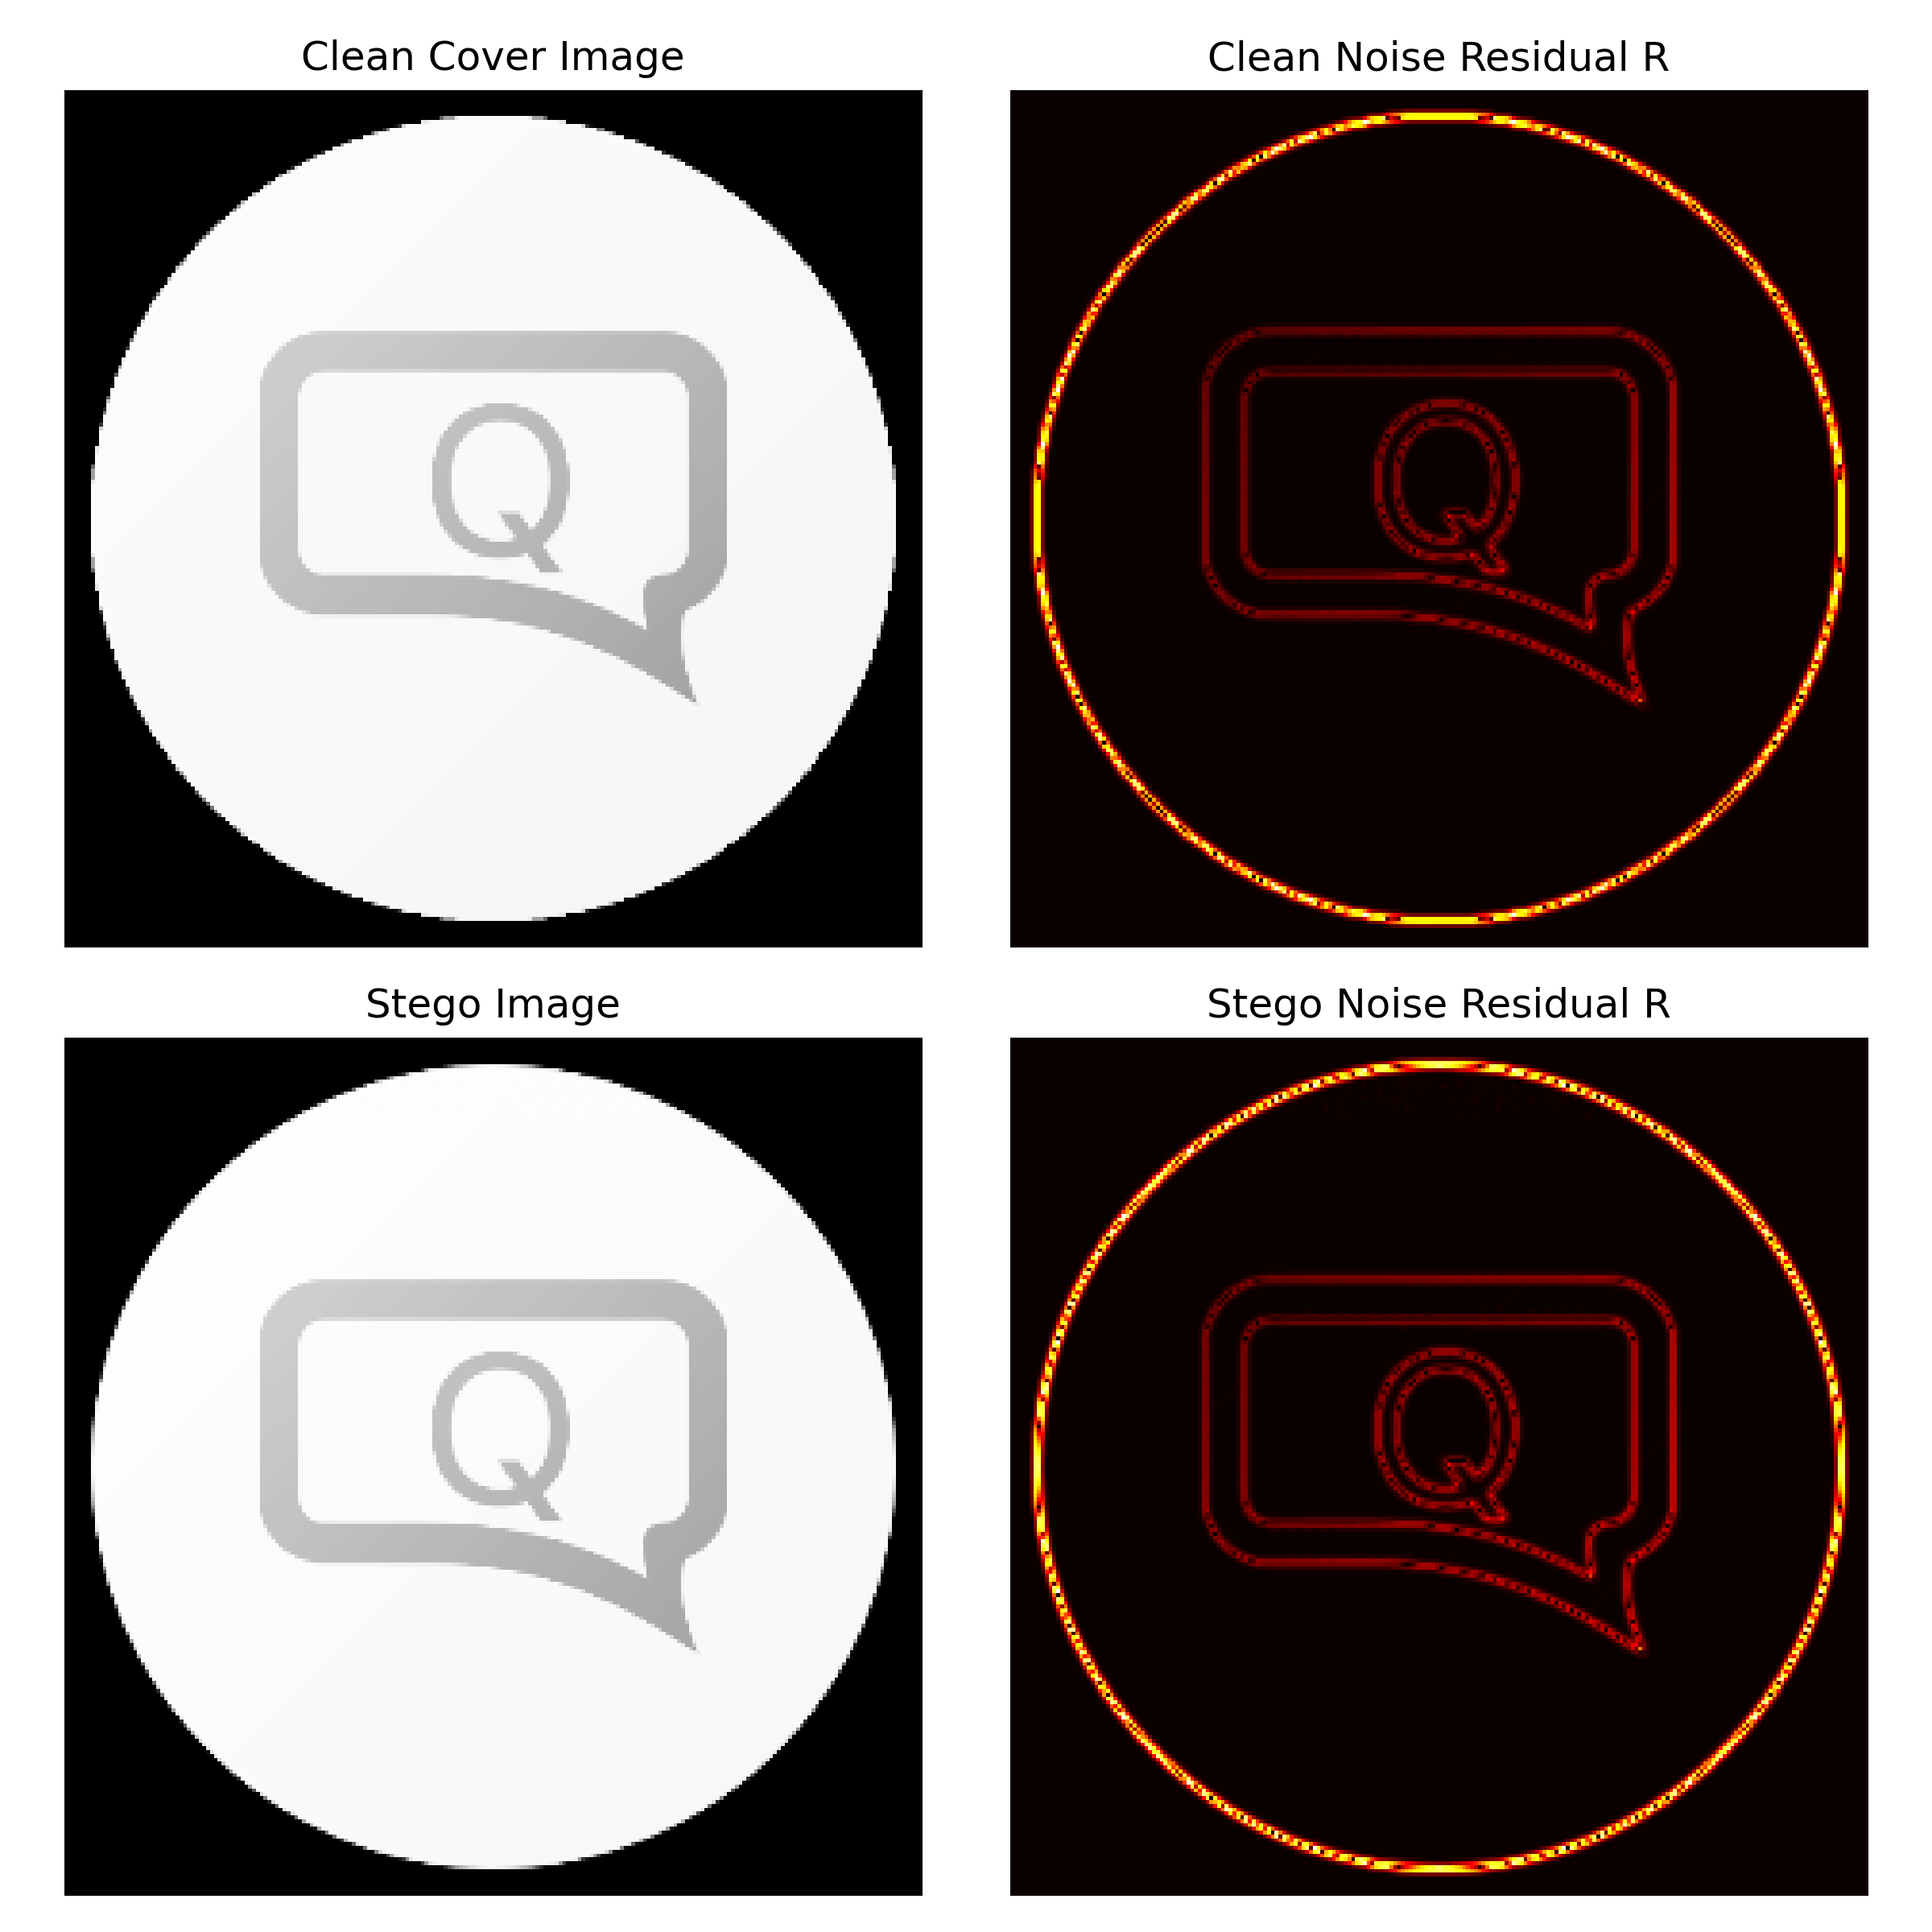 Clean Cover Image
Clean Noise Residual R
Q
Q
Stego Image
Stego Noise Residual R
Q
Q